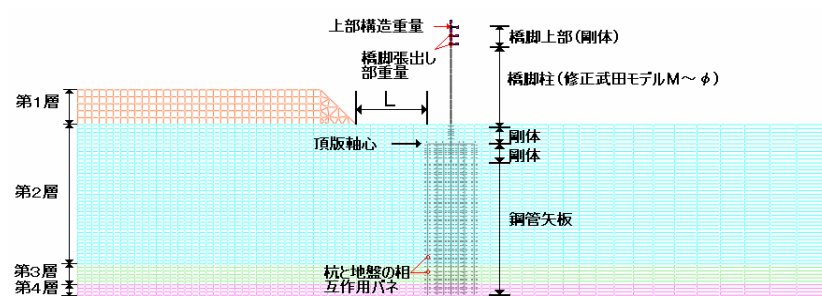 上部構造重量
橋脚張出し
部重量
橋脚上部(剛体)
橋脚柱(修正武田モデルM～φ)
第1層
L
頂版軸心
剛体
剛体
第2層
鋼管矢板
第3層
第4層
杭と地盤の相
互作用バネ